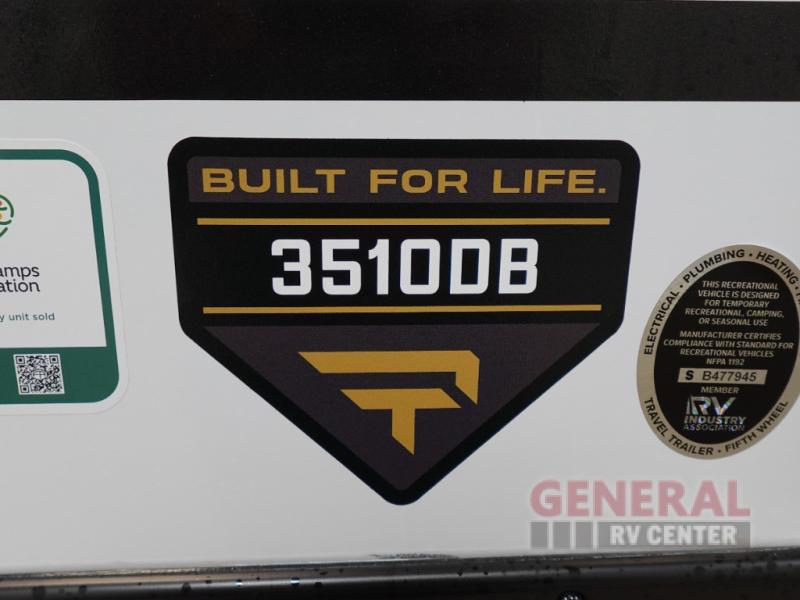 BUILT FOR LIFE.
3510DB
ation
y unit sold
ELECTRICAL · PLUMBING · HEATING ·
THIS RECREATIONAL
VEHICLE IS DESIGNED
FOR TEMPORARY
RECREATIONAL, CAMPING,
OR SEASONAL USE
MANUFACTURER CERTIFIES
COMPLIANCE WITH STANDARD FOR
RECREATIONAL VEHICLES
NFPA 1192
S B477945
MEMBER
RV
INDUSTRY
ASSOCIATION
TRAVEL TRAILER · FIFTH WHEEL
GENERAL
RV CENTER